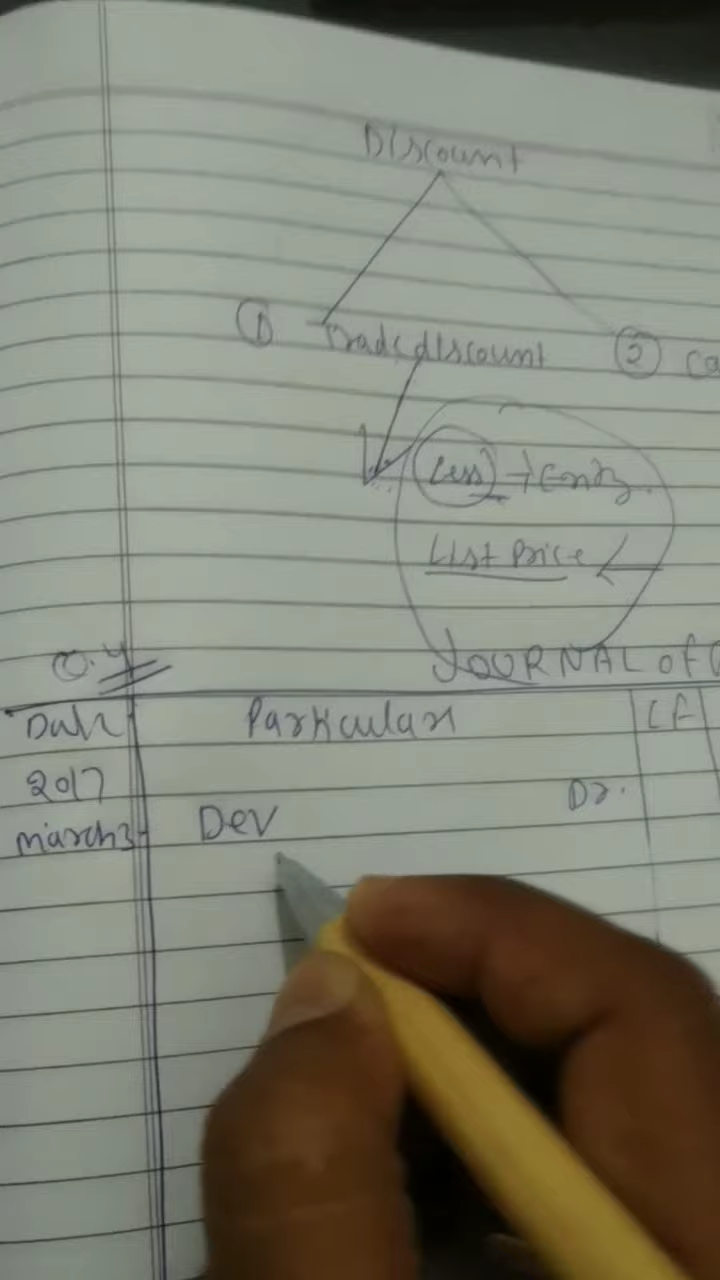 Discount
① Trade discount ② Ca
Less → Entry.
List Price ←
Q.4 JOURNAL of
Date Particulars LF
2017
March 3 Dev Dr.